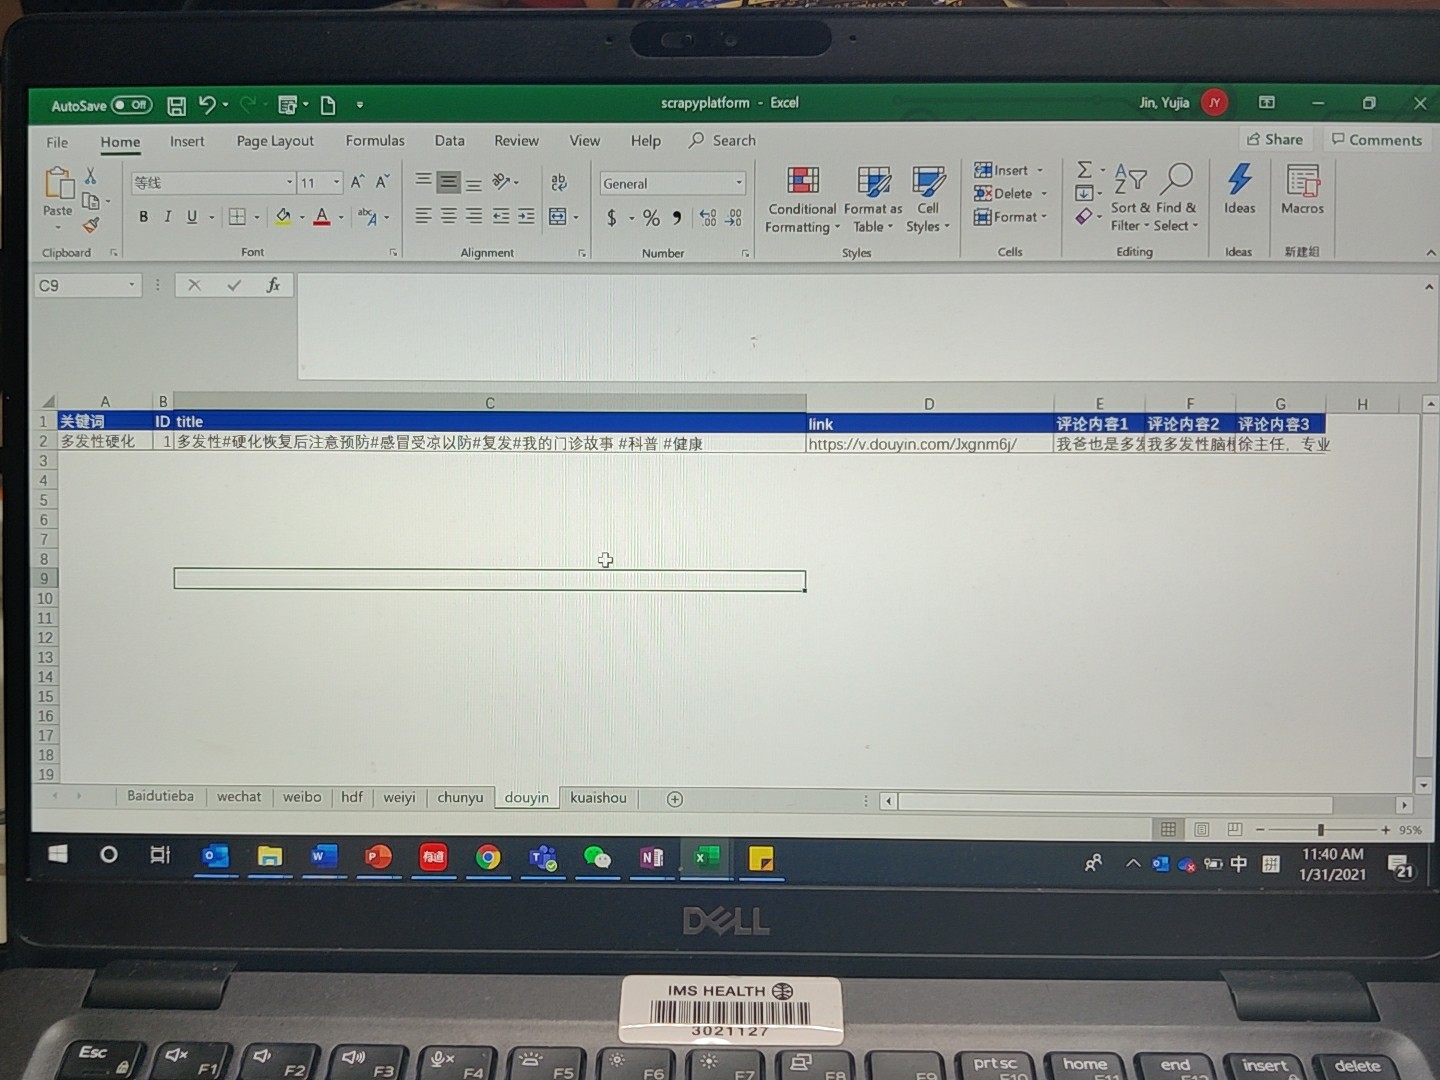 AutoSave Off
scrapyplatform - Excel
Jin, Yujia JY
File Home Insert Page Layout Formulas Data Review View Help Search
Share Comments
Paste
Clipboard
等线 11
B I U
Font
Alignment
General
$ % ,
Number
Conditional Formatting
Format as Table
Cell Styles
Styles
Insert
Delete
Format
Cells
Sort & Filter
Find & Select
Editing
Ideas
Ideas
Macros
新建组
C9
fx
A B C D E F G H
1 关键词 ID title link 评论内容1 评论内容2 评论内容3
2 多发性硬化 1 多发性#硬化恢复后注意预防#感冒受凉以防#复发#我的门诊故事 #科普 #健康 https://v.douyin.com/Jxgnm6j/ 我爸也是多发 我多发性脑梗 徐主任，专业
3
4
5
6
7
8
9
10
11
12
13
14
15
16
17
18
19
Baidutieba wechat weibo hdf weiyi chunyu douyin kuaishou
95%
有道
中 拼
11:40 AM
1/31/2021
21
DELL
IMS HEALTH
3021127
Esc F1 F2 F3 F4 F5 F6 F7 F8 F9 prt sc F10 home F11 end F12 insert delete